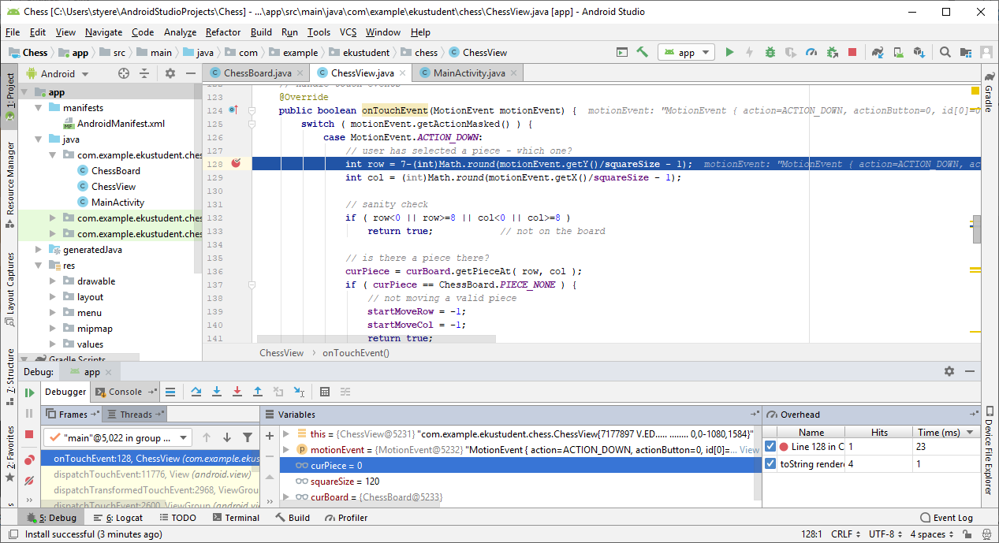 Chess [C:\Users\styere\AndroidStudioProjects\Chess] - ...\app\src\main\java\com\example\ekustudent\chess\ChessView.java [app] - Android Studio
File Edit View Navigate Code Analyze Refactor Build Run Tools VCS Window Help
Chess app src main java com example ekustudent chess ChessView app
1: Project
Resource Manager
Layout Captures
7: Structure
2: Favorites
Android
app
manifests
AndroidManifest.xml
java
com.example.ekustudent.ches
ChessBoard
ChessView
MainActivity
com.example.ekustudent.ches
com.example.ekustudent.ches
generatedJava
res
drawable
layout
menu
mipmap
values
Gradle Scripts
ChessBoard.java ChessView.java MainActivity.java
122 // handle touch events
123 @Override
124 public boolean onTouchEvent(MotionEvent motionEvent) { motionEvent: "MotionEvent { action=ACTION_DOWN, actionButton=0, id[0]=0
125 switch ( motionEvent.getActionMasked() ) {
126 case MotionEvent.ACTION_DOWN:
127 // user has selected a piece - which one?
128 int row = 7-(int)Math.round(motionEvent.getY()/squareSize - 1); motionEvent: "MotionEvent { action=ACTION_DOWN, ac
129 int col = (int)Math.round(motionEvent.getX()/squareSize - 1);
130
131 // sanity check
132 if ( row<0 || row>=8 || col<0 || col>=8 )
133 return true; // not on the board
134
135 // is there a piece there?
136 curPiece = curBoard.getPieceAt( row, col );
137 if ( curPiece == ChessBoard.PIECE_NONE ) {
138 // not moving a valid piece
139 startMoveRow = -1;
140 startMoveCol = -1;
141 return true;
ChessView onTouchEvent()
Gradle
Device File Explorer
Debug: app
Debugger Console
Frames Threads
"main"@5,022 in group ...
onTouchEvent:128, ChessView (com.example.ekus
dispatchTouchEvent:11776, View (android.view)
dispatchTransformedTouchEvent:2968, ViewGrou
dispatchTouchEvent:2600, ViewGroup (android.vi
Variables
this = {ChessView@5231} "com.example.ekustudent.chess.ChessView{7177897 V.ED..... ........ 0,0-1080,1584}"
motionEvent = {MotionEvent@5232} "MotionEvent { action=ACTION_DOWN, actionButton=0, id[0]=... View
curPiece = 0
squareSize = 120
curBoard = {ChessBoard@5233}
Overhead
Name Hits Time (ms)
Line 128 in C 1 23
toString rendere 4 1
5: Debug 6: Logcat TODO Terminal Build Profiler Event Log
Install successful (3 minutes ago) 128:1 CRLF UTF-8 4 spaces